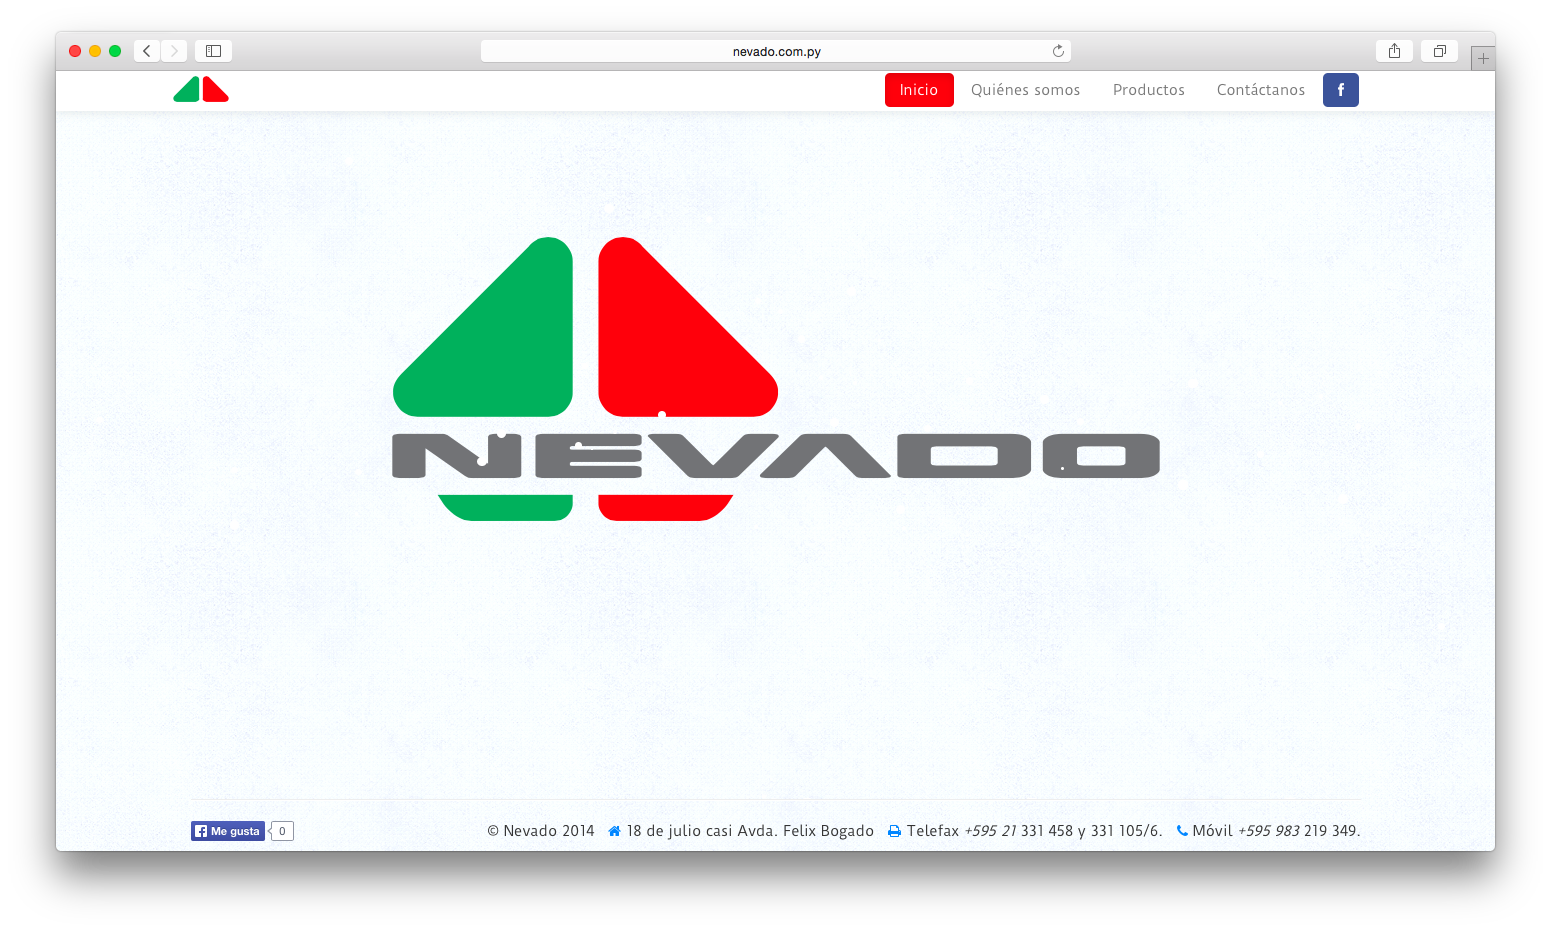 nevado.com.py
Inicio Quiénes somos Productos Contáctanos f
NEVADO
Me gusta 0 © Nevado 2014 18 de julio casi Avda. Felix Bogado Telefax +595 21 331 458 y 331 105/6. Móvil +595 983 219 349.